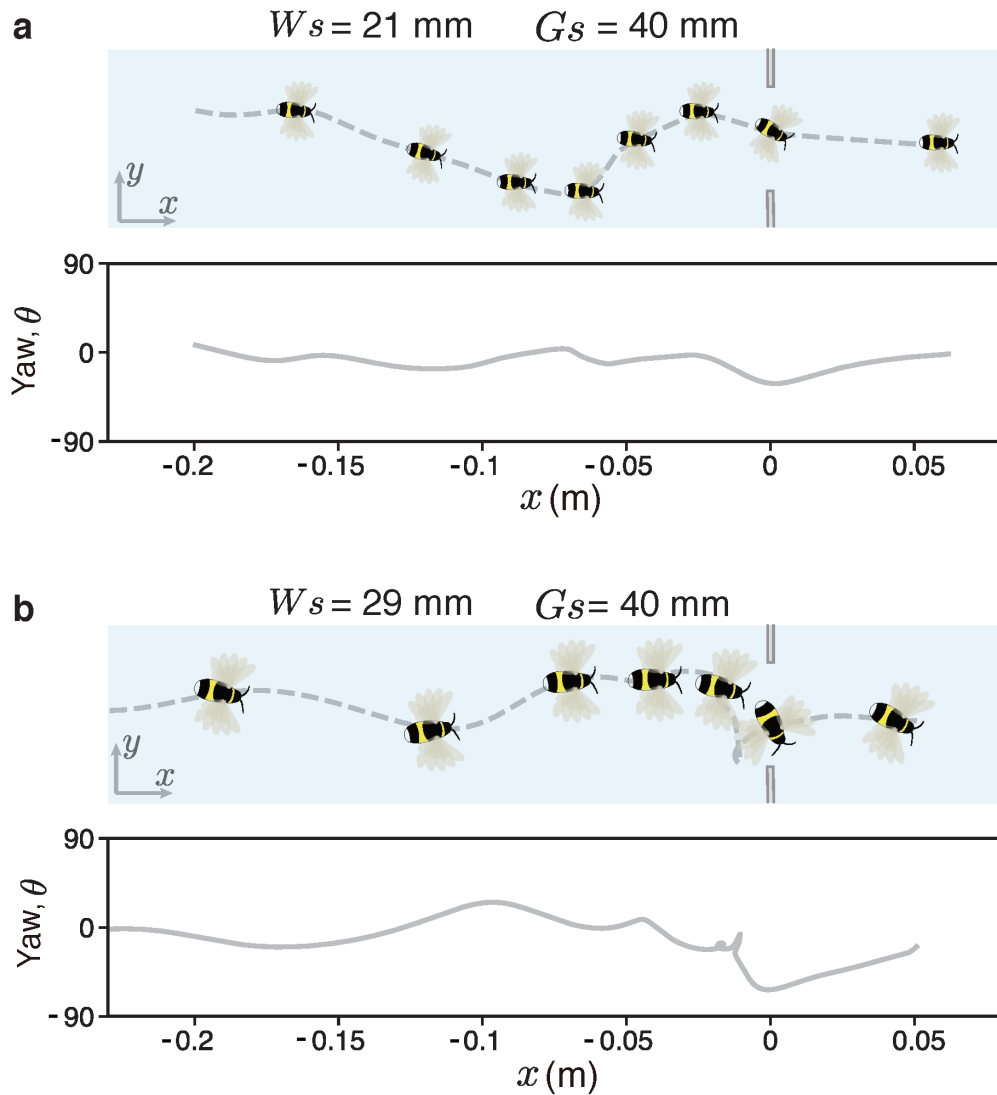 a
Ws = 21 mm Gs = 40 mm
y
x
90
0
-90
Yaw, θ
-0.2 -0.15 -0.1 -0.05 0 0.05
x (m)
b
Ws = 29 mm Gs = 40 mm
y
x
90
0
-90
Yaw, θ
-0.2 -0.15 -0.1 -0.05 0 0.05
x (m)